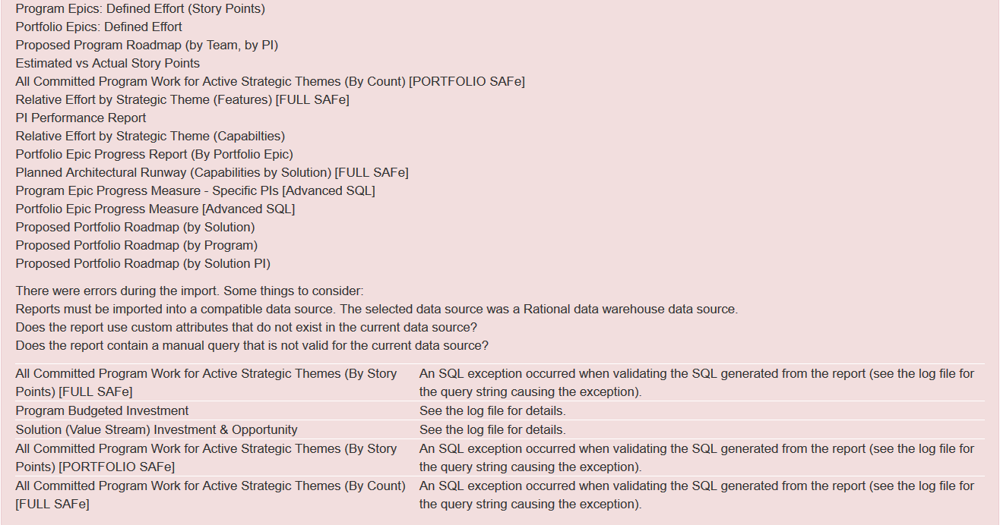 Program Epics: Defined Effort (Story Points)
Portfolio Epics: Defined Effort
Proposed Program Roadmap (by Team, by PI)
Estimated vs Actual Story Points
All Committed Program Work for Active Strategic Themes (By Count) [PORTFOLIO SAFe]
Relative Effort by Strategic Theme (Features) [FULL SAFe]
PI Performance Report
Relative Effort by Strategic Theme (Capabilties)
Portfolio Epic Progress Report (By Portfolio Epic)
Planned Architectural Runway (Capabilities by Solution) [FULL SAFe]
Program Epic Progress Measure - Specific PIs [Advanced SQL]
Portfolio Epic Progress Measure [Advanced SQL]
Proposed Portfolio Roadmap (by Solution)
Proposed Portfolio Roadmap (by Program)
Proposed Portfolio Roadmap (by Solution PI)
There were errors during the import. Some things to consider:
Reports must be imported into a compatible data source. The selected data source was a Rational data warehouse data source.
Does the report use custom attributes that do not exist in the current data source?
Does the report contain a manual query that is not valid for the current data source?
All Committed Program Work for Active Strategic Themes (By Story
Points) [FULL SAFe]
An SQL exception occurred when validating the SQL generated from the report (see the log file for
the query string causing the exception).
Program Budgeted Investment
See the log file for details.
Solution (Value Stream) Investment & Opportunity
See the log file for details.
All Committed Program Work for Active Strategic Themes (By Story
Points) [PORTFOLIO SAFe]
An SQL exception occurred when validating the SQL generated from the report (see the log file for
the query string causing the exception).
All Committed Program Work for Active Strategic Themes (By Count)
[FULL SAFe]
An SQL exception occurred when validating the SQL generated from the report (see the log file for
the query string causing the exception).